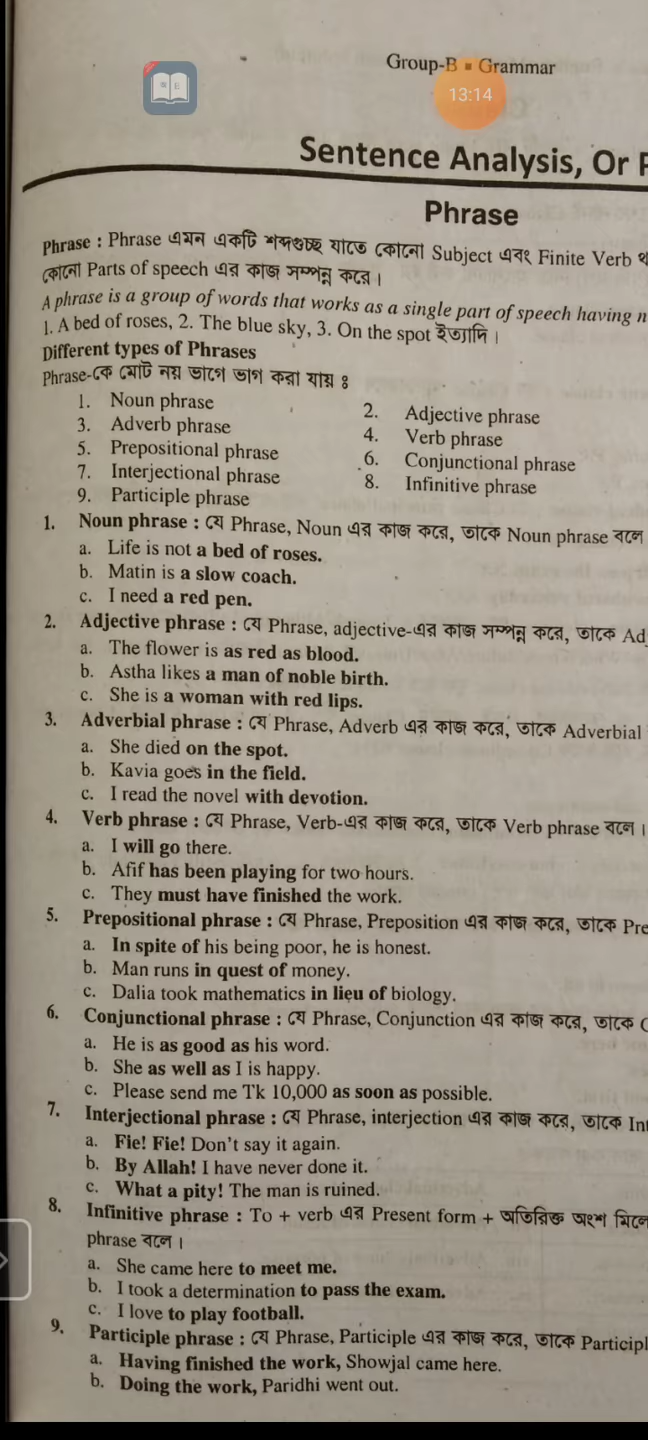 Group-B ▪ Grammar
13:14
Sentence Analysis, Or
Phrase
Phrase : Phrase এমন একটি শব্দগুচ্ছ যাতে কোনো Subject এবং Finite Verb
কোনো Parts of speech এর কাজ সম্পন্ন করে।
A phrase is a group of words that works as a single part of speech having
1. A bed of roses, 2. The blue sky, 3. On the spot ইত্যাদি।
Different types of Phrases
Phrase-কে মোট নয় ভাগে ভাগ করা যায় ঃ
1. Noun phrase 2. Adjective phrase
3. Adverb phrase 4. Verb phrase
5. Prepositional phrase 6. Conjunctional phrase
7. Interjectional phrase 8. Infinitive phrase
9. Participle phrase
1. Noun phrase : যে Phrase, Noun এর কাজ করে, তাকে Noun phrase বলে
a. Life is not a bed of roses.
b. Matin is a slow coach.
c. I need a red pen.
2. Adjective phrase : যে Phrase, adjective-এর কাজ সম্পন্ন করে, তাকে Ad
a. The flower is as red as blood.
b. Astha likes a man of noble birth.
c. She is a woman with red lips.
3. Adverbial phrase : যে Phrase, Adverb এর কাজ করে, তাকে Adverbial
a. She died on the spot.
b. Kavia goes in the field.
c. I read the novel with devotion.
4. Verb phrase : যে Phrase, Verb-এর কাজ করে, তাকে Verb phrase বলে।
a. I will go there.
b. Afif has been playing for two hours.
c. They must have finished the work.
5. Prepositional phrase : যে Phrase, Preposition এর কাজ করে, তাকে Pre
a. In spite of his being poor, he is honest.
b. Man runs in quest of money.
c. Dalia took mathematics in lieu of biology.
6. Conjunctional phrase : যে Phrase, Conjunction এর কাজ করে, তাকে
a. He is as good as his word.
b. She as well as I is happy.
c. Please send me Tk 10,000 as soon as possible.
7. Interjectional phrase : যে Phrase, interjection এর কাজ করে, তাকে Int
a. Fie! Fie! Don't say it again.
b. By Allah! I have never done it.
c. What a pity! The man is ruined.
8. Infinitive phrase : To + verb এর Present form + অতিরিক্ত অংশ মিলে
phrase বলে।
a. She came here to meet me.
b. I took a determination to pass the exam.
c. I love to play football.
9. Participle phrase : যে Phrase, Participle এর কাজ করে, তাকে Participl
a. Having finished the work, Showjal came here.
b. Doing the work, Paridhi went out.